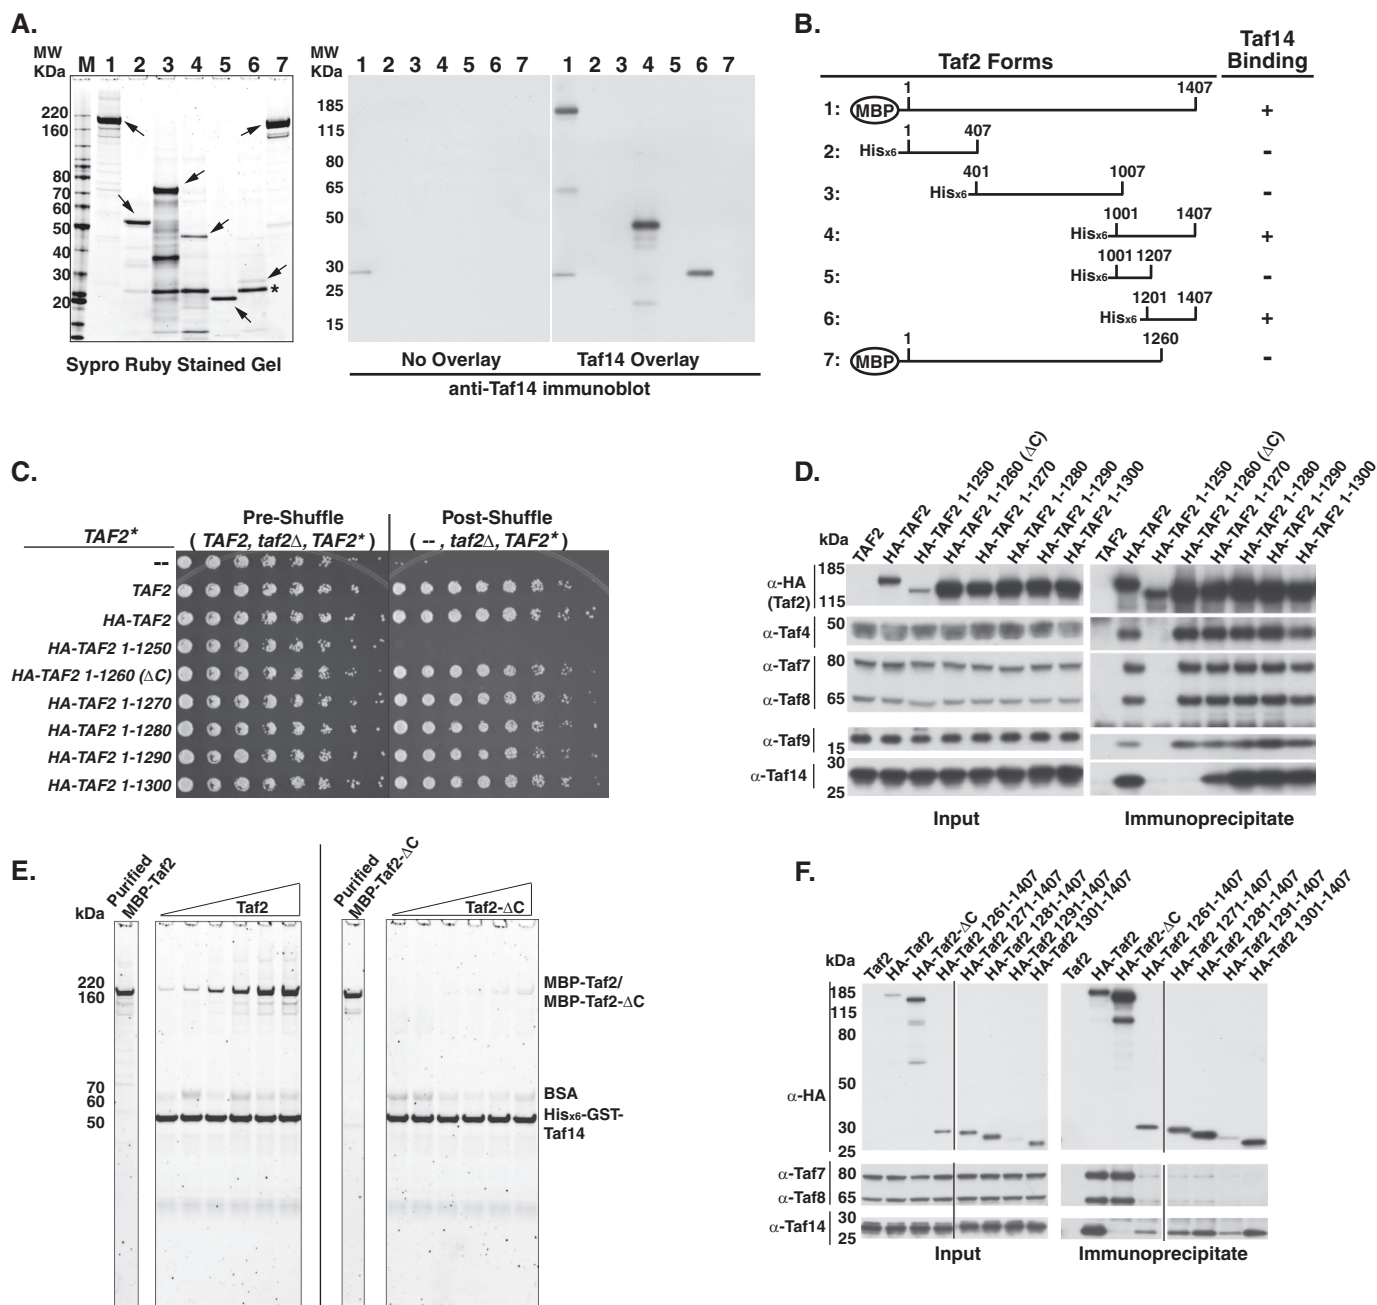 A.
MW
KDa
M 1 2 3 4 5 6 7
220
160
80
70
60
50
40
30
20
*
Sypro Ruby Stained Gel
MW
KDa
1 2 3 4 5 6 7
1 2 3 4 5 6 7
185
115
80
65
50
30
25
15
No Overlay
Taf14 Overlay
anti-Taf14 immunoblot
B.
Taf2 Forms
Taf14
Binding
1: MBP 1 1407 +
2: Hisx6 1 407 -
3: Hisx6 401 1007 -
4: Hisx6 1001 1407 +
5: Hisx6 1001 1207 -
6: Hisx6 1201 1407 +
7: MBP 1 1260 -
C.
TAF2*
Pre-Shuffle
( TAF2, taf2Δ, TAF2* )
Post-Shuffle
( -- , taf2Δ, TAF2* )
--
TAF2
HA-TAF2
HA-TAF2 1-1250
HA-TAF2 1-1260 (ΔC)
HA-TAF2 1-1270
HA-TAF2 1-1280
HA-TAF2 1-1290
HA-TAF2 1-1300
D.
kDa
TAF2
HA-TAF2
HA-TAF2 1-1250
HA-TAF2 1-1260 (ΔC)
HA-TAF2 1-1270
HA-TAF2 1-1280
HA-TAF2 1-1290
HA-TAF2 1-1300
TAF2
HA-TAF2
HA-TAF2 1-1250
HA-TAF2 1-1260 (ΔC)
HA-TAF2 1-1270
HA-TAF2 1-1280
HA-TAF2 1-1290
HA-TAF2 1-1300
α-HA
(Taf2)
185
115
α-Taf4
50
α-Taf7
80
α-Taf8
65
α-Taf9
15
α-Taf14
30
25
Input
Immunoprecipitate
E.
kDa
Purified
MBP-Taf2
Taf2
Purified
MBP-Taf2-ΔC
Taf2-ΔC
220
160
70
60
50
MBP-Taf2/
MBP-Taf2-ΔC
BSA
Hisx6-GST-
Taf14
F.
kDa
Taf2
HA-Taf2
HA-Taf2-ΔC
HA-Taf2 1261-1407
HA-Taf2 1271-1407
HA-Taf2 1281-1407
HA-Taf2 1291-1407
HA-Taf2 1301-1407
Taf2
HA-Taf2
HA-Taf2-ΔC
HA-Taf2 1261-1407
HA-Taf2 1271-1407
HA-Taf2 1281-1407
HA-Taf2 1291-1407
HA-Taf2 1301-1407
α-HA
185
115
80
50
30
25
α-Taf7
80
α-Taf8
65
α-Taf14
30
25
Input
Immunoprecipitate